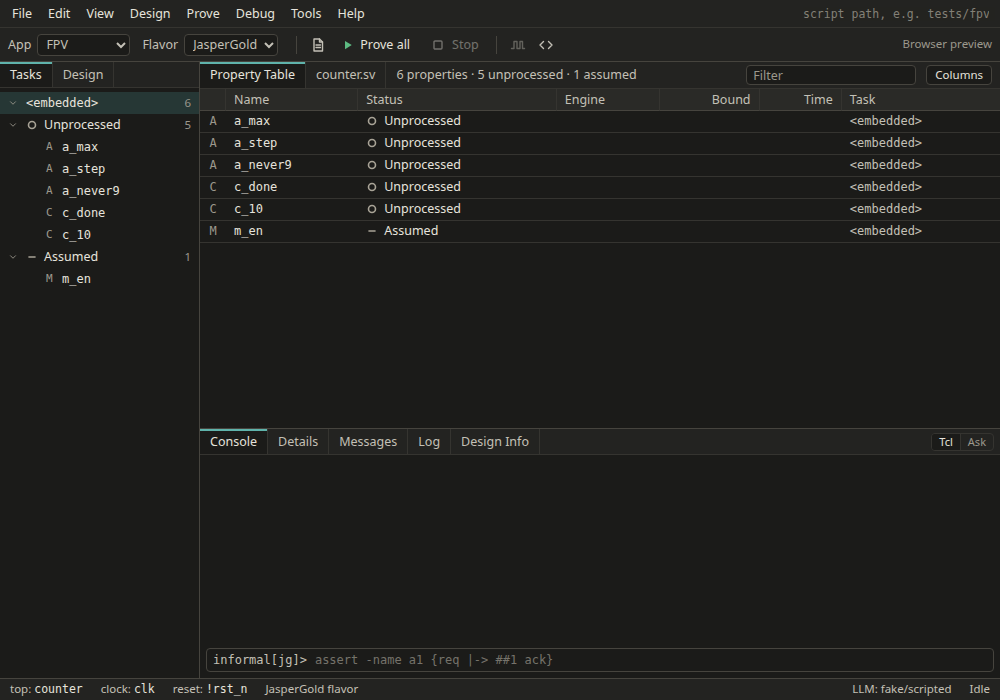 File Edit View Design Prove Debug Tools Help script path, e.g. tests/fpv
App FPV Flavor JasperGold Prove all Stop Browser preview
Tasks Design Property Table counter.sv 6 properties · 5 unprocessed · 1 assumed Filter Columns
<embedded> 6
Unprocessed 5
A a_max
A a_step
A a_never9
C c_done
C c_10
Assumed 1
M m_en
Name Status Engine Bound Time Task
A a_max Unprocessed <embedded>
A a_step Unprocessed <embedded>
A a_never9 Unprocessed <embedded>
C c_done Unprocessed <embedded>
C c_10 Unprocessed <embedded>
M m_en Assumed <embedded>
Console Details Messages Log Design Info Tcl Ask
informal[jg]> assert -name a1 {req |-> ##1 ack}
top: counter clock: clk reset: !rst_n JasperGold flavor LLM: fake/scripted Idle